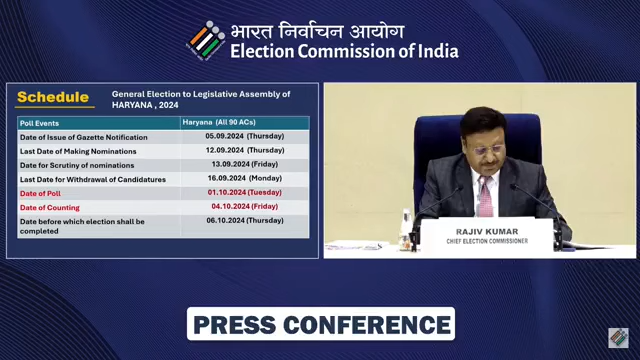 भारत निर्वाचन आयोग
Election Commission of India
Schedule
General Election to Legislative Assembly of
HARYANA , 2024
Poll Events Haryana (All 90 ACs)
Date of Issue of Gazette Notification 05.09.2024 (Thursday)
Last Date of Making Nominations 12.09.2024 (Thursday)
Date for Scrutiny of nominations 13.09.2024 (Friday)
Last Date for Withdrawal of Candidatures 16.09.2024 (Monday)
Date of Poll 01.10.2024 (Tuesday)
Date of Counting 04.10.2024 (Friday)
Date before which election shall be 06.10.2024 (Thursday)
completed
RAJIV KUMAR
CHIEF ELECTION COMMISSIONER
PRESS CONFERENCE